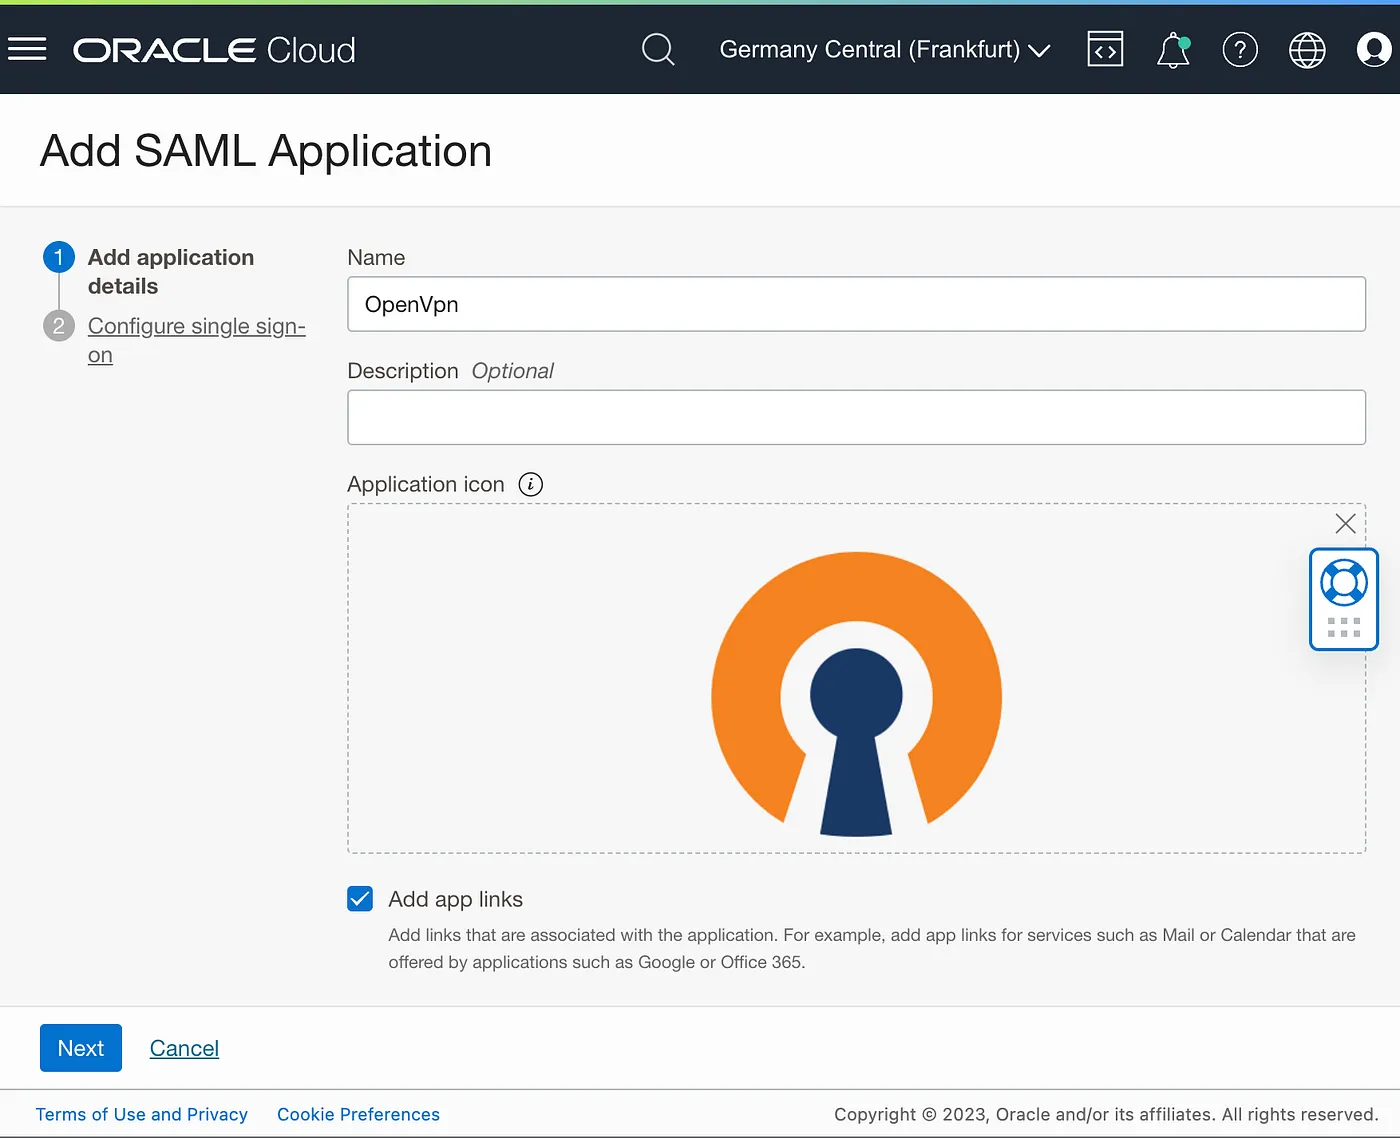 ORACLE Cloud
Germany Central (Frankfurt)
Add SAML Application
1
Add application
details
2
Configure single sign-
on
Name
OpenVpn
Description Optional
Application icon
Add app links
Add links that are associated with the application. For example, add app links for services such as Mail or Calendar that are
offered by applications such as Google or Office 365.
Next
Cancel
Terms of Use and Privacy
Cookie Preferences
Copyright © 2023, Oracle and/or its affiliates. All rights reserved.